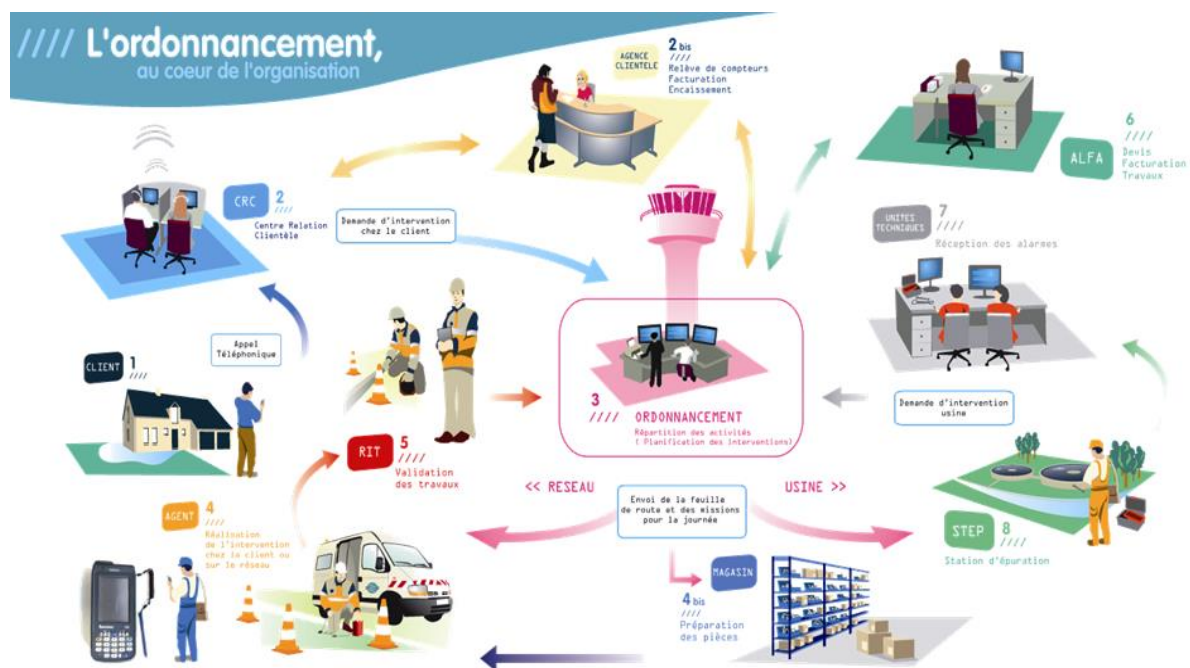 //// L'ordonnancement,
au coeur de l'organisation
AGENCE
CLIENTELE
2 bis
////
Relève de compteurs
Facturation
Encaissement
6
////
ALFA
Devis
Facturation
Travaux
CRC
2
////
Centre Relation
Clientèle
Demande d'intervention
chez le client
UNITES
TECHNIQUES
7
////
Réception des alarmes
Appel
Téléphonique
CLIENT
1
////
3
////
ORDONNANCEMENT
Répartition des activités
( Planification des interventions)
Demande d'intervention
usine
RIT
5
////
Validation
des travaux
<< RESEAU
USINE >>
Envoi de la feuille
de route et des missions
pour la journée
AGENT
4
////
Réalisation
de l'intervention
chez le client ou
sur le réseau
STEP
8
////
Station d'épuration
MAGASIN
4 bis
////
Préparation
des pièces